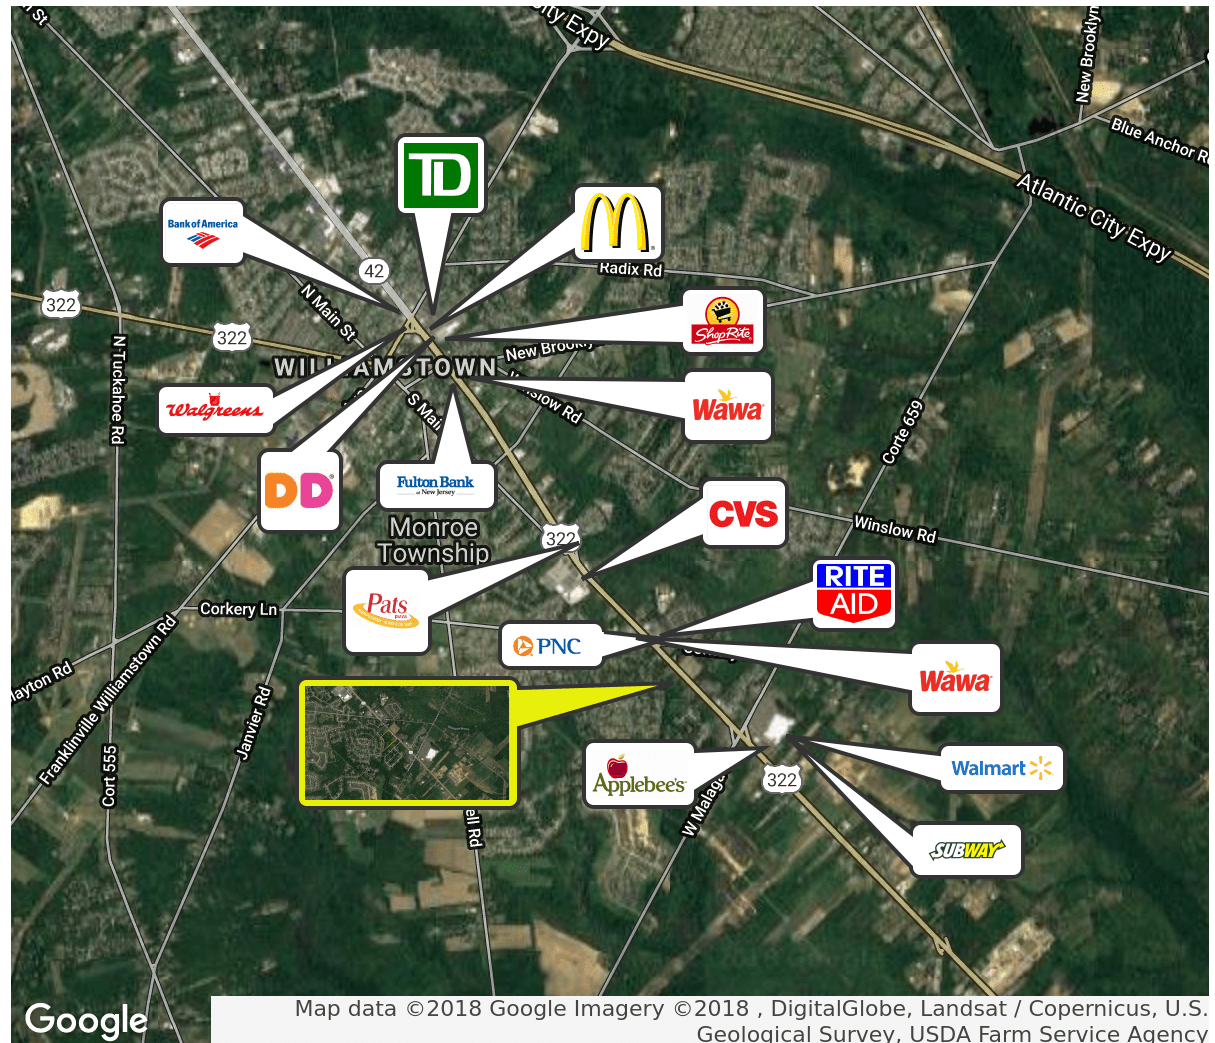 City Expy
New Brooklyn
Blue Anchor
Atlantic City Expy
TD
Bank of America
42
Radix Rd
322
N Main St
322
ShopRite
WILLIAMSTOWN
N Tuckahoe Rd
Walgreens
Wawa
Winslow Rd
S Main
Corte 659
DD
Fulton Bank
of New Jersey
CVS
Monroe
Township
322
Winslow Rd
RITE
AID
Pats
PIZZA
Corkery Ln
PNC
Wawa
Franklinville Williamstown Rd
Janvier Rd
Cort 555
Applebee's
Walmart
322
W Malaga
ell Rd
SUBWAY
Google
Map data ©2018 Google Imagery ©2018 , DigitalGlobe, Landsat / Copernicus, U.S.
Geological Survey, USDA Farm Service Agency